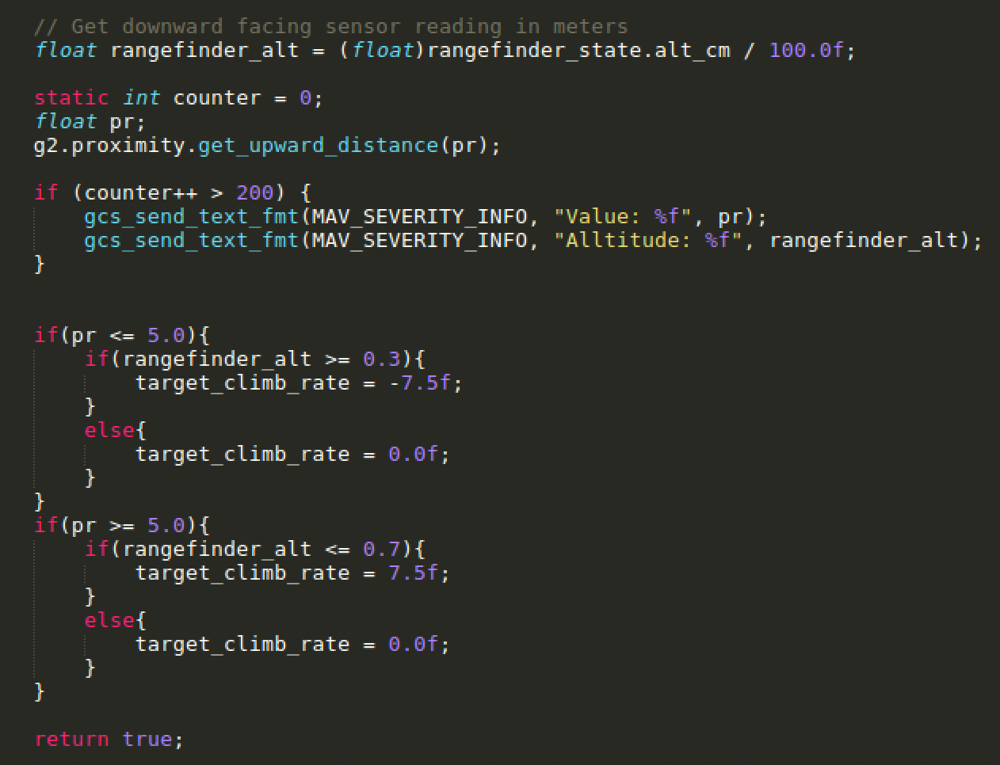 // Get downward facing sensor reading in meters
float rangefinder_alt = (float)rangefinder_state.alt_cm / 100.0f;
static int counter = 0;
float pr;
g2.proximity.get_upward_distance(pr);
if (counter++ > 200) {
gcs_send_text_fmt(MAV_SEVERITY_INFO, "Value: %f", pr);
gcs_send_text_fmt(MAV_SEVERITY_INFO, "Alltitude: %f", rangefinder_alt);
}
if(pr <= 5.0){
if(rangefinder_alt >= 0.3){
target_climb_rate = -7.5f;
}
else{
target_climb_rate = 0.0f;
}
}
if(pr >= 5.0){
if(rangefinder_alt <= 0.7){
target_climb_rate = 7.5f;
}
else{
target_climb_rate = 0.0f;
}
}
return true;